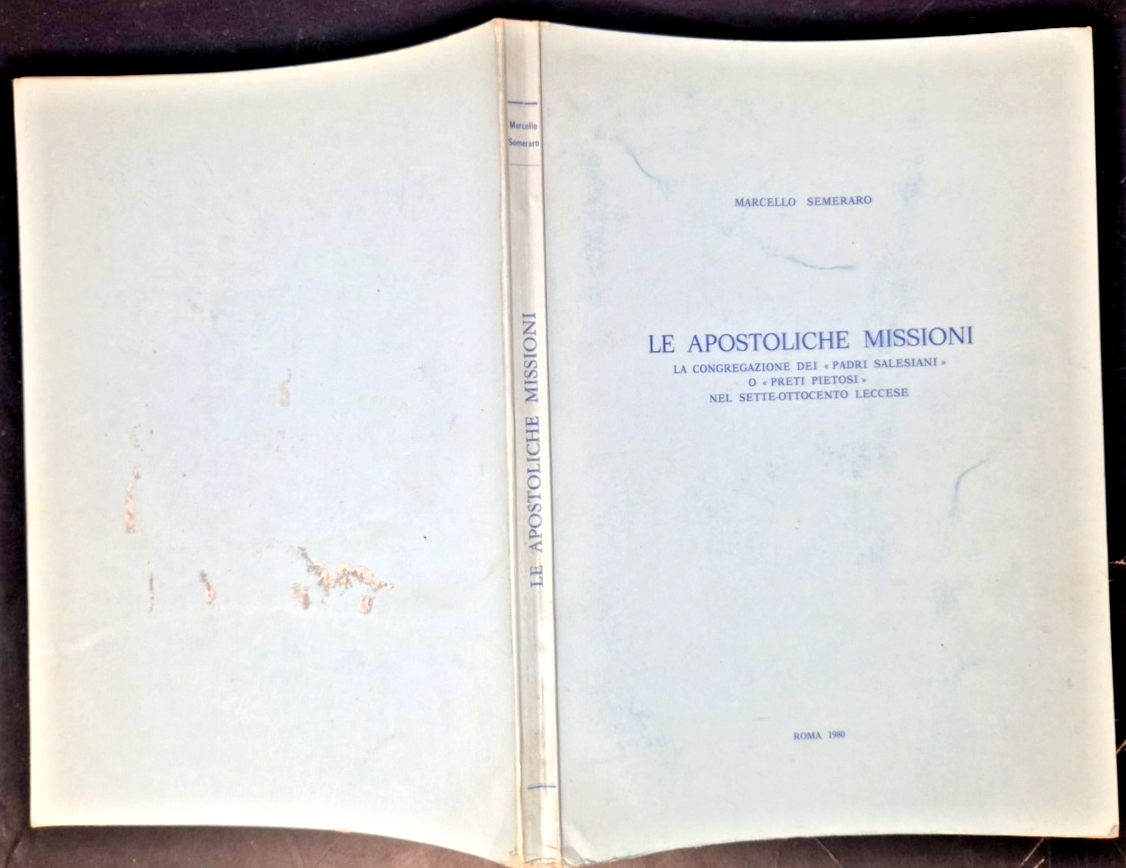 Marcello
Semeraro
LE APOSTOLICHE MISSIONI
MARCELLO SEMERARO
LE APOSTOLICHE MISSIONI
LA CONGREGAZIONE DEI « PADRI SALESIANI »
O « PRETI PIETOSI »
NEL SETTE-OTTOCENTO LECCESE
ROMA 1980